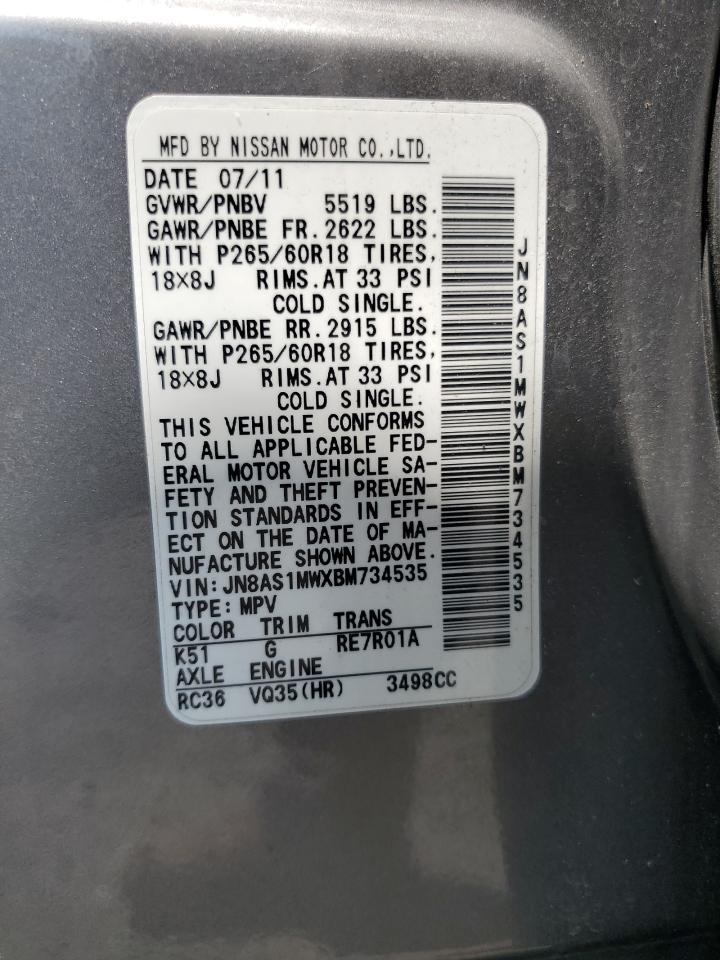 MFD BY NISSAN MOTOR CO.,LTD.
DATE 07/11
GVWR/PNBV 5519 LBS.
GAWR/PNBE FR. 2622 LBS.
WITH P265/60R18 TIRES,
18×8J RIMS.AT 33 PSI
COLD SINGLE.
GAWR/PNBE RR. 2915 LBS.
WITH P265/60R18 TIRES,
18×8J RIMS.AT 33 PSI
COLD SINGLE.
THIS VEHICLE CONFORMS
TO ALL APPLICABLE FED-
ERAL MOTOR VEHICLE SA-
FETY AND THEFT PREVEN-
TION STANDARDS IN EFF-
ECT ON THE DATE OF MA-
NUFACTURE SHOWN ABOVE.
VIN: JN8AS1MWXBM734535
TYPE: MPV
COLOR TRIM TRANS
K51 G RE7R01A
AXLE ENGINE
RC36 VQ35(HR) 3498CC
JN8AS1MWXBM734535